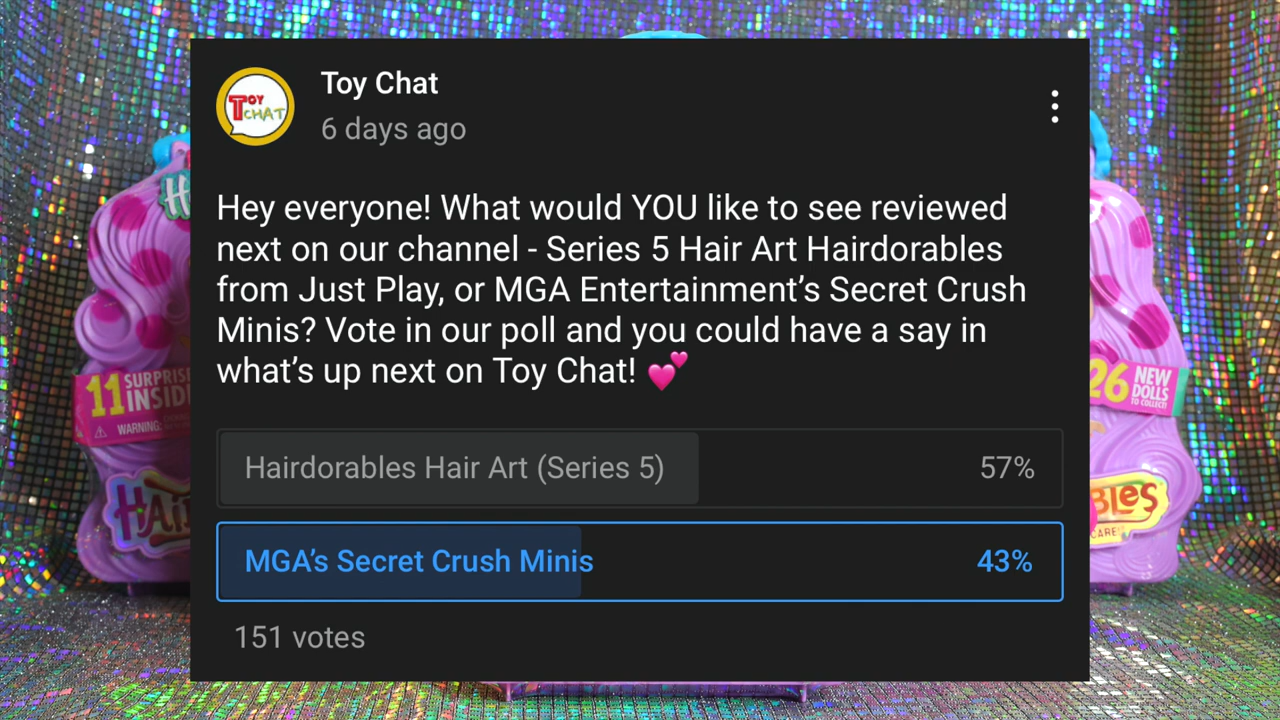 TOY
CHAT
Toy Chat
6 days ago
Hey everyone! What would YOU like to see reviewed
next on our channel - Series 5 Hair Art Hairdorables
from Just Play, or MGA Entertainment’s Secret Crush
Minis? Vote in our poll and you could have a say in
what’s up next on Toy Chat! 💕
Hairdorables Hair Art (Series 5) 57%
MGA’s Secret Crush Minis 43%
151 votes
11 SURPRIS
INSID
WARNING:
HAI
26 NEW
DOLLS
TO COLLECT!
BLES
CARE